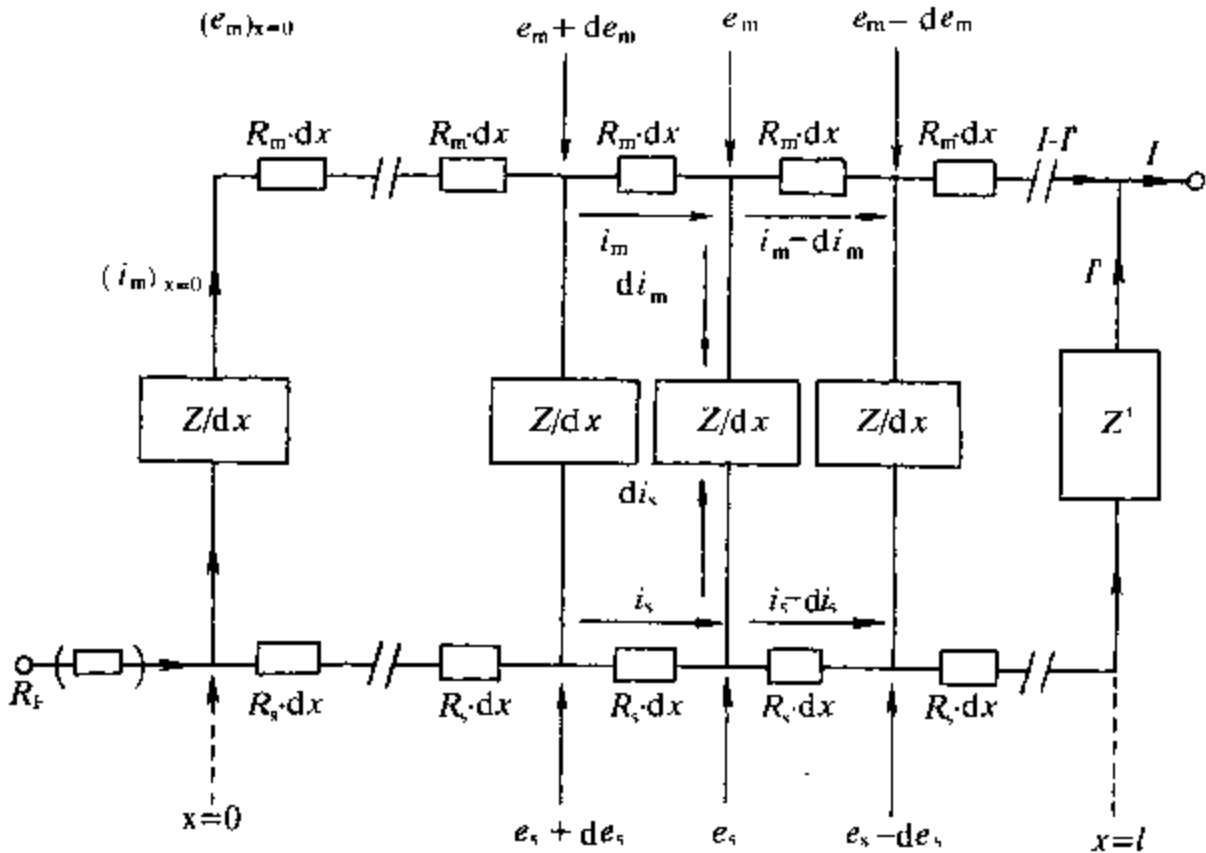 (e_m)_{x=0} e_m + de_m e_m e_m − de_m
R_m·dx R_m·dx R_m·dx R_m·dx R_m·dx I-I' I
i_m i_m − di_m
(i_m)_{x=0} di_m I'
Z/dx Z/dx Z/dx Z/dx Z'
di_s
i_s i_s − di_s
R_s·dx R_s·dx R_s·dx R_s·dx R_s·dx
x=0 e_s + de_s e_s e_s − de_s x=l